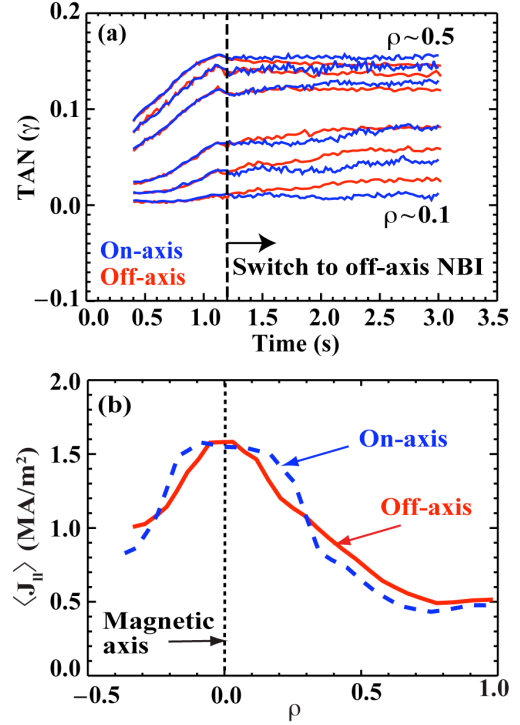 (a)
ρ~0.5
0.2
0.1
0.0
−0.1
TAN (γ)
ρ~0.1
On-axis
Off-axis
Switch to off-axis NBI
0.0 0.5 1.0 1.5 2.0 2.5 3.0 3.5
Time (s)
(b)
2.0
1.5
1.0
0.5
0.0
⟨J_II⟩ (MA/m²)
On-axis
Off-axis
Magnetic
axis
−0.5 0.0 0.5 1.0
ρ